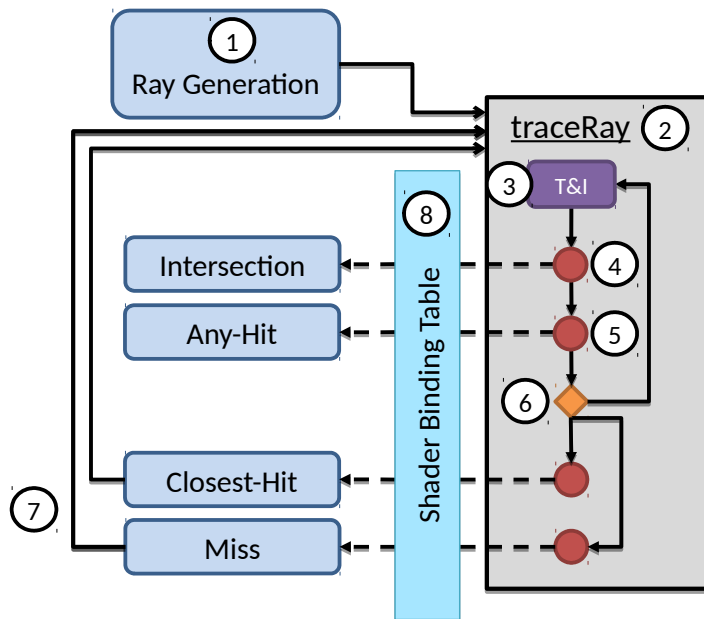 1
Ray Generation
traceRay
2
3
T&I
8
Intersection
4
Any-Hit
5
Shader Binding Table
6
Closest-Hit
7
Miss